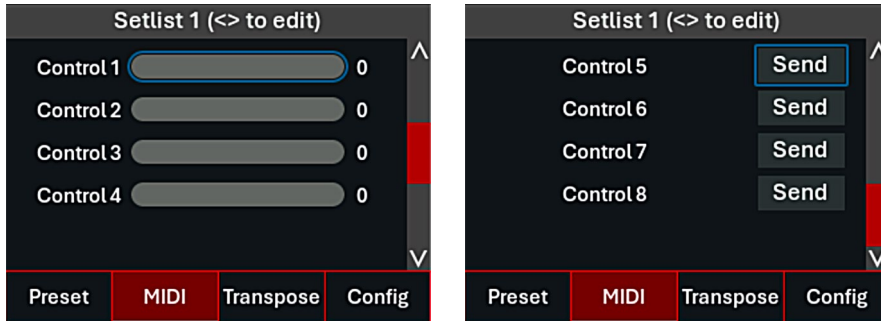 Setlist 1 (<> to edit)
Control 1 0
Control 2 0
Control 3 0
Control 4 0
Preset MIDI Transpose Config
Setlist 1 (<> to edit)
Control 5 Send
Control 6 Send
Control 7 Send
Control 8 Send
Preset MIDI Transpose Config